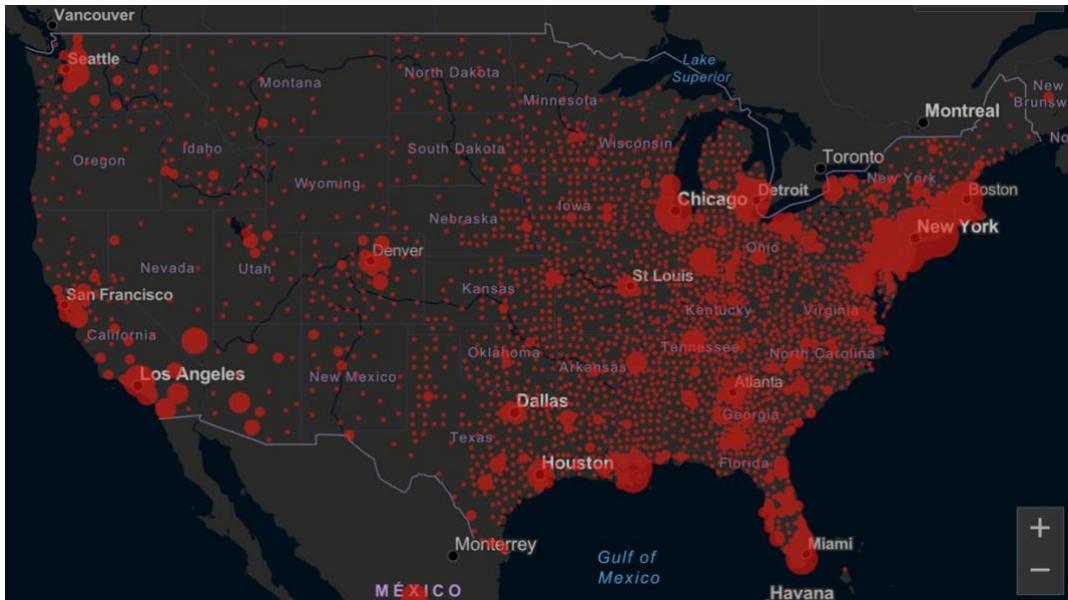 Vancouver
Seattle
Montana
North Dakota
Lake
Superior
Minnesota
Montreal
New
Brunsw
No
Oregon
Idaho
South Dakota
Wisconsin
Toronto
Wyoming
Iowa
Chicago
Detroit
New York
Boston
Nebraska
New York
Nevada
Utah
Denver
Ohio
San Francisco
Kansas
St Louis
California
Kentucky
Virginia
Los Angeles
New Mexico
Oklahoma
Arkansas
Tennessee
North Carolina
Dallas
Atlanta
Georgia
Texas
Houston
Florida
Monterrey
Gulf of
Mexico
Miami
MÉXICO
Havana
+
−